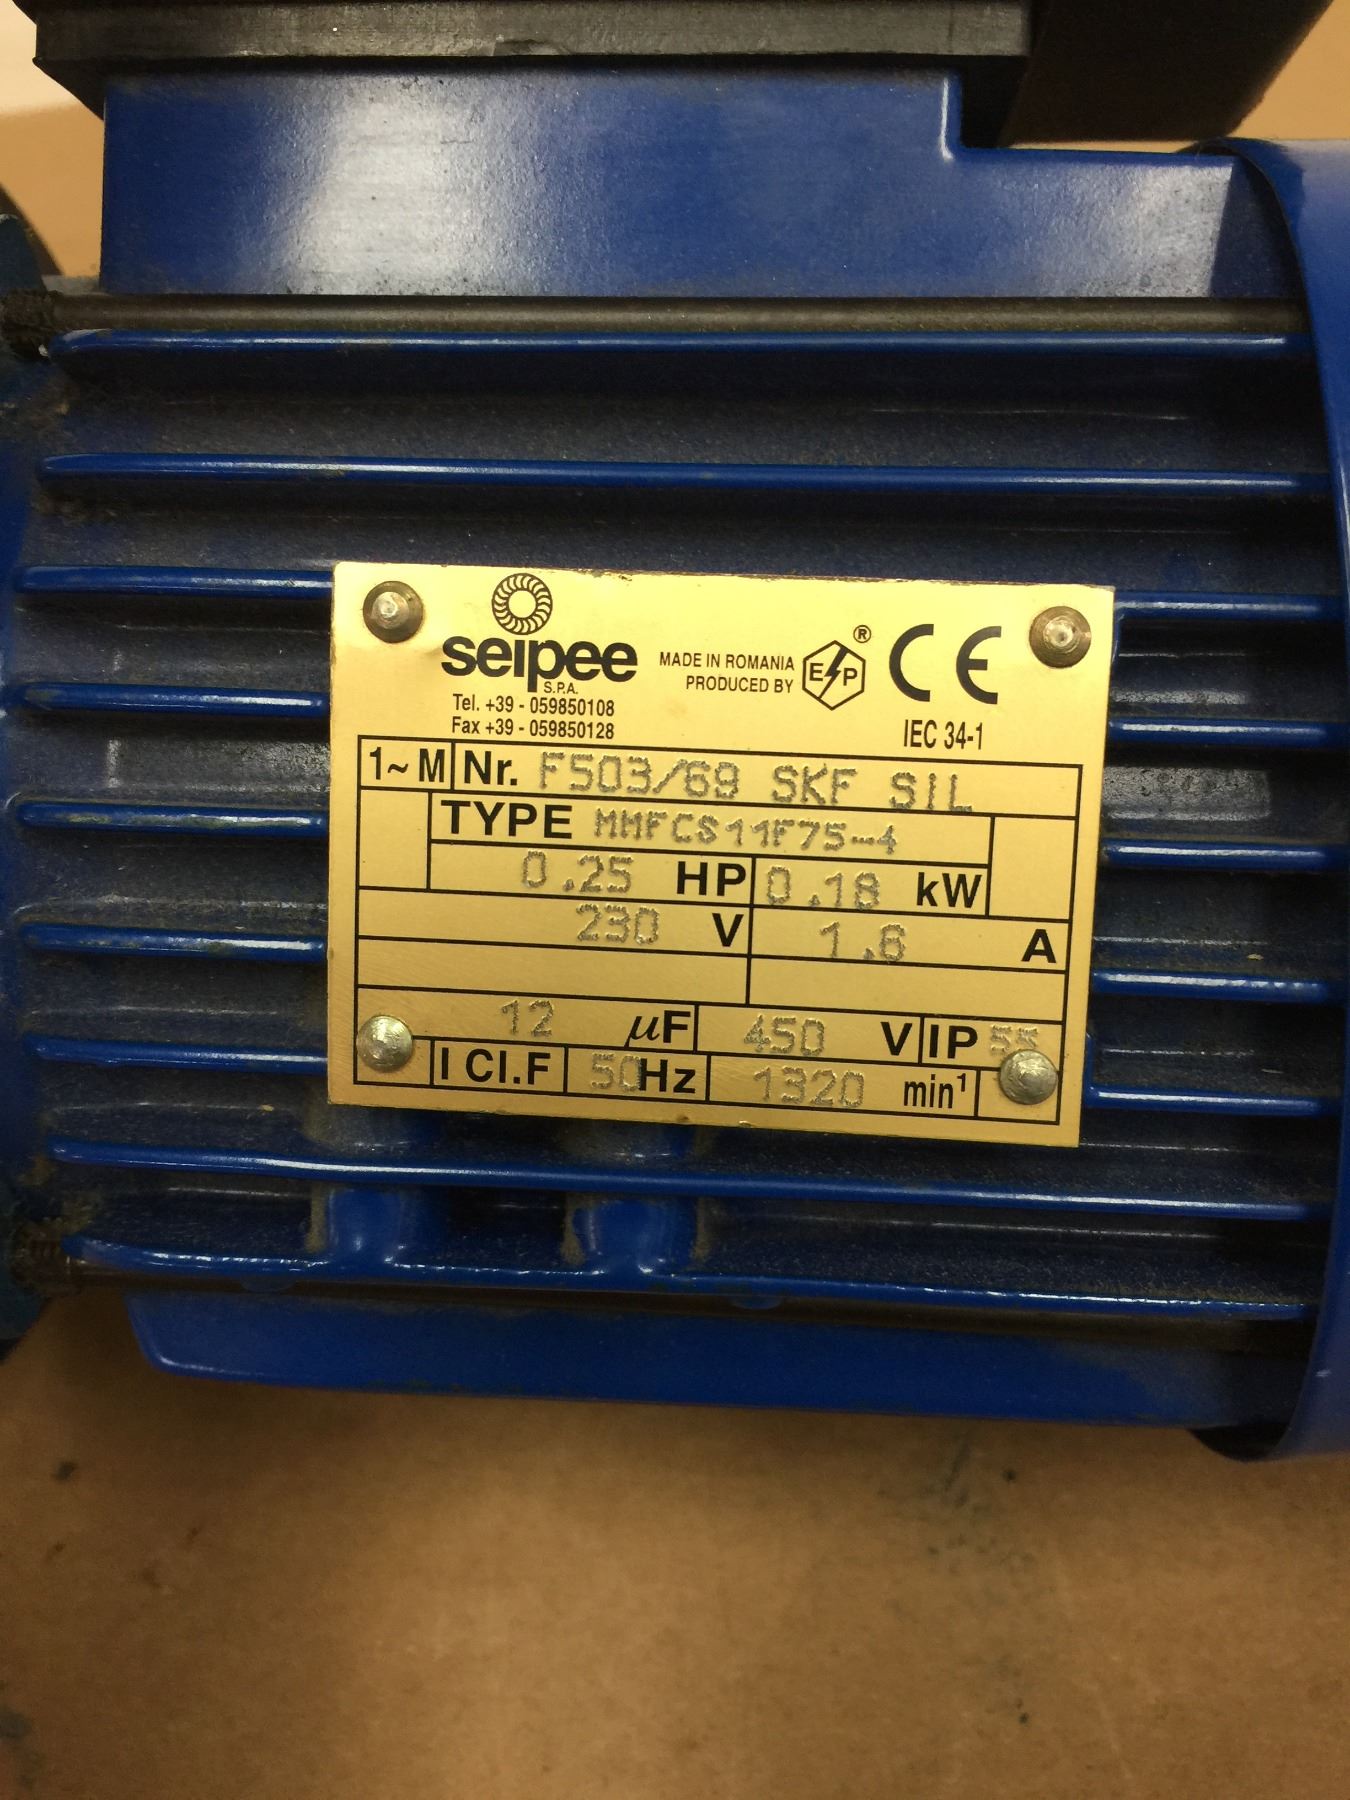 seipee
S.P.A.
Tel. +39 - 059850108
Fax +39 - 059850128
MADE IN ROMANIA
PRODUCED BY
E P ®
CE
IEC 34-1
1~ M Nr. F503/69 SKF SIL
TYPE MMFCS11F75-4
0.25 HP 0.18 kW
230 V 1.6 A
12 µF 450 V IP 55
I Cl.F 50Hz 1320 min¹